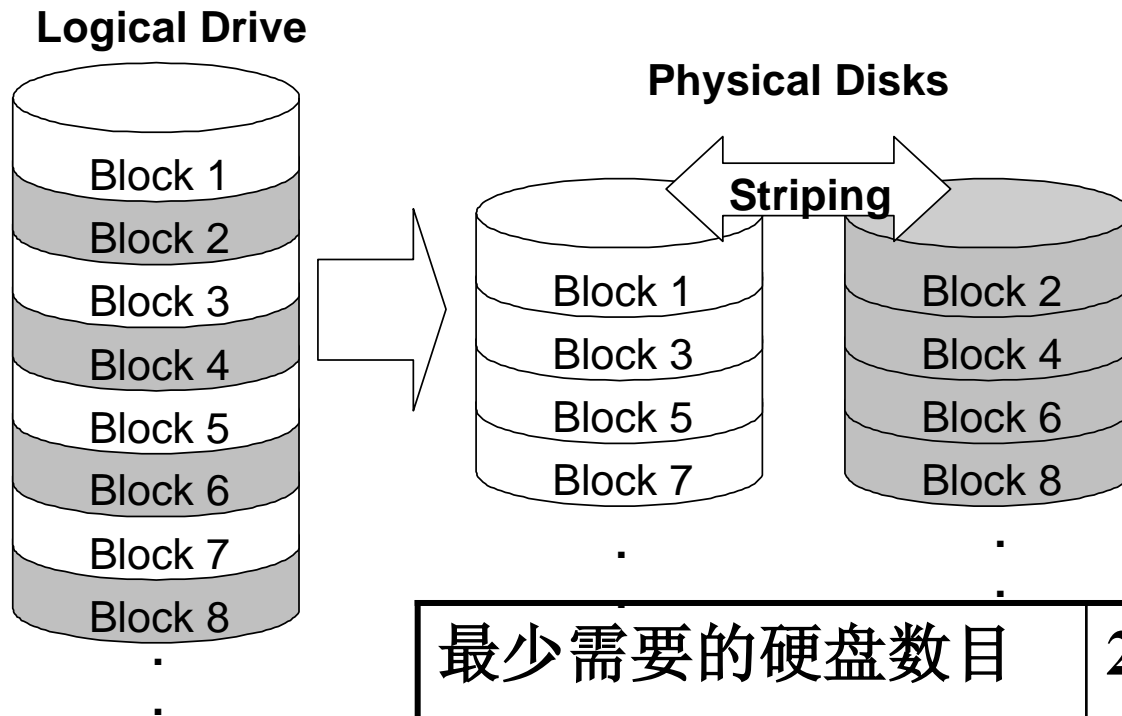 Logical Drive
Block 1
Block 2
Block 3
Block 4
Block 5
Block 6
Block 7
Block 8
.
.
Physical Disks
Striping
Block 1
Block 3
Block 5
Block 7
.
.
Block 2
Block 4
Block 6
Block 8
.
.
最少需要的硬盘数目 2